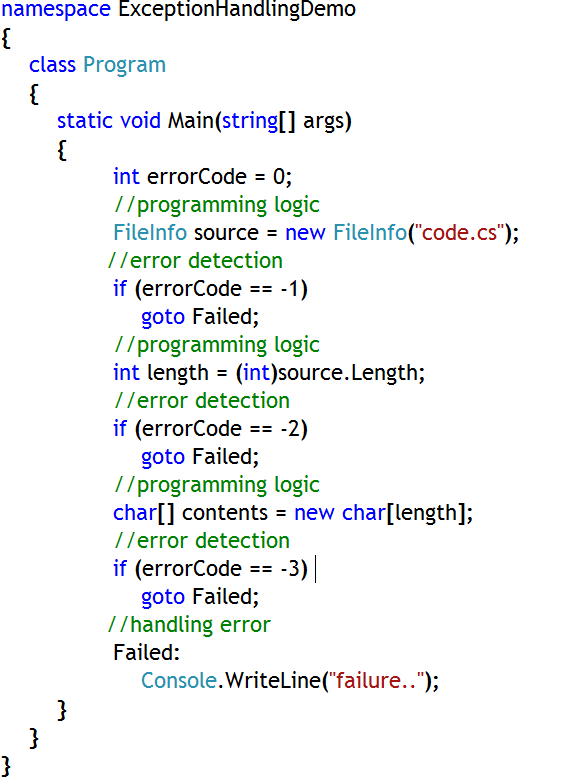 namespace ExceptionHandlingDemo
{
class Program
{
static void Main(string[] args)
{
int errorCode = 0;
//programming logic
FileInfo source = new FileInfo("code.cs");
//error detection
if (errorCode == -1)
goto Failed;
//programming logic
int length = (int)source.Length;
//error detection
if (errorCode == -2)
goto Failed;
//programming logic
char[] contents = new char[length];
//error detection
if (errorCode == -3)
goto Failed;
//handling error
Failed:
Console.WriteLine("failure..");
}
}
}